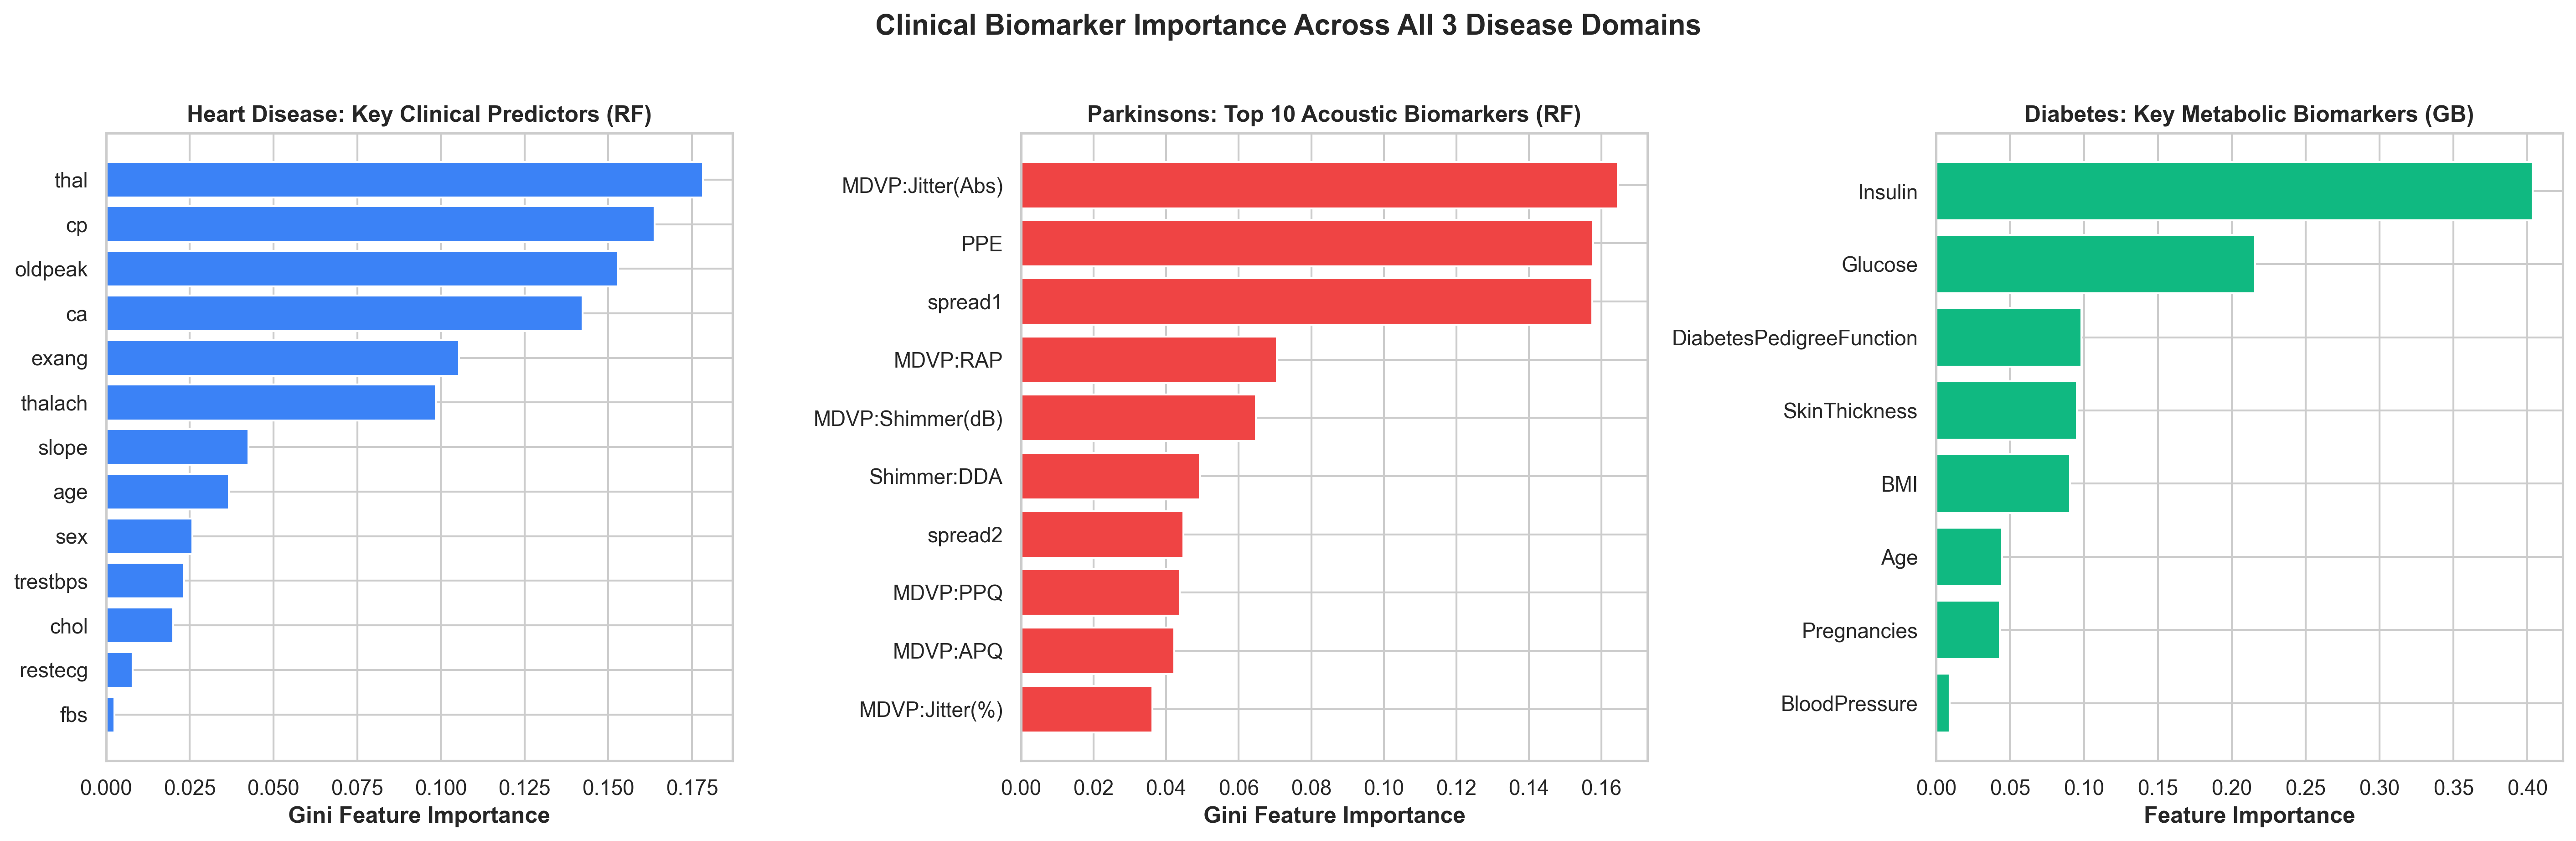 Clinical Biomarker Importance Across All 3 Disease Domains
Heart Disease: Key Clinical Predictors (RF)
thal
cp
oldpeak
ca
exang
thalach
slope
age
sex
trestbps
chol
restecg
fbs
0.000 0.025 0.050 0.075 0.100 0.125 0.150 0.175
Gini Feature Importance
Parkinsons: Top 10 Acoustic Biomarkers (RF)
MDVP:Jitter(Abs)
PPE
spread1
MDVP:RAP
MDVP:Shimmer(dB)
Shimmer:DDA
spread2
MDVP:PPQ
MDVP:APQ
MDVP:Jitter(%)
0.00 0.02 0.04 0.06 0.08 0.10 0.12 0.14 0.16
Gini Feature Importance
Diabetes: Key Metabolic Biomarkers (GB)
Insulin
Glucose
DiabetesPedigreeFunction
SkinThickness
BMI
Age
Pregnancies
BloodPressure
0.00 0.05 0.10 0.15 0.20 0.25 0.30 0.35 0.40
Feature Importance